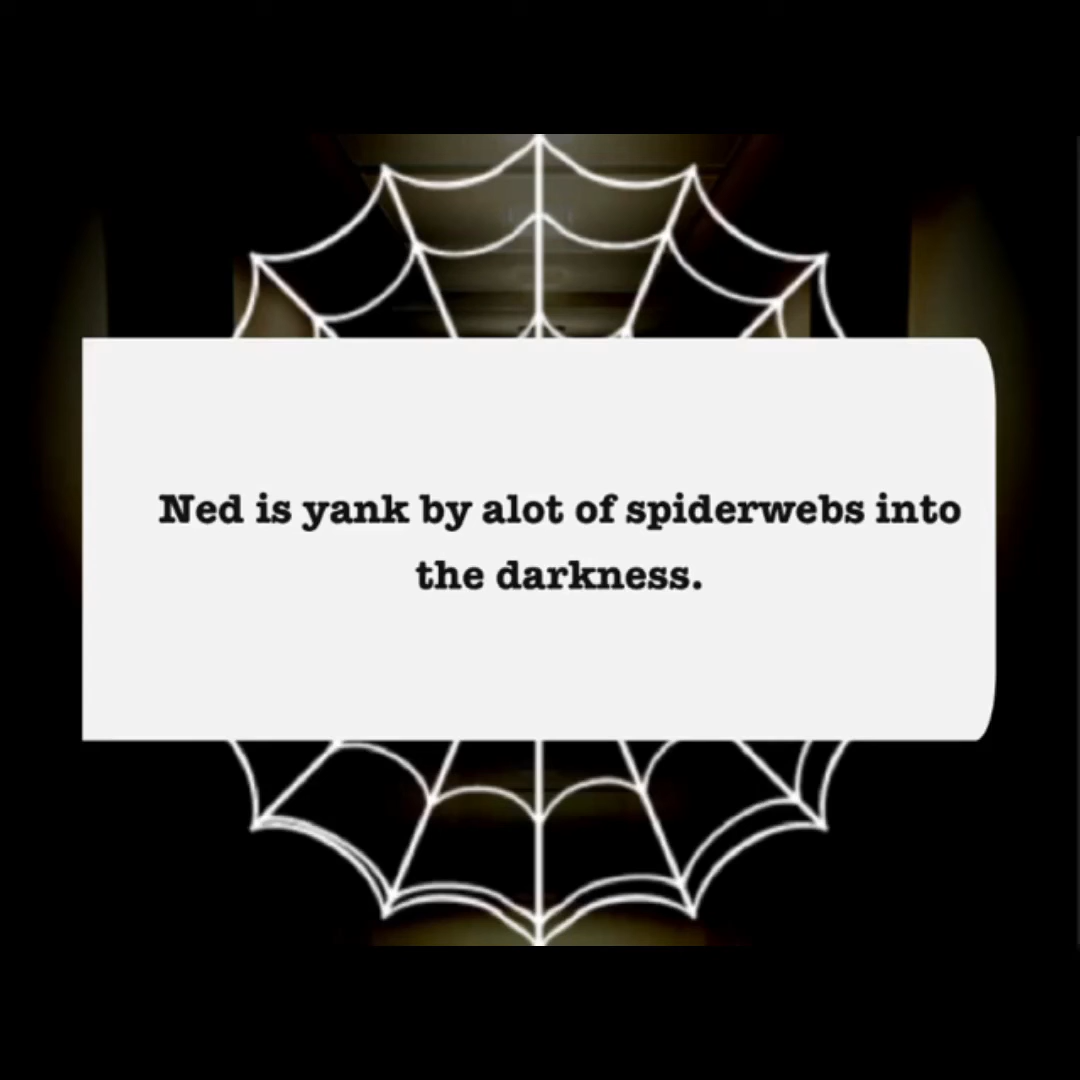 Ned is yank by alot of spiderwebs into
the darkness.